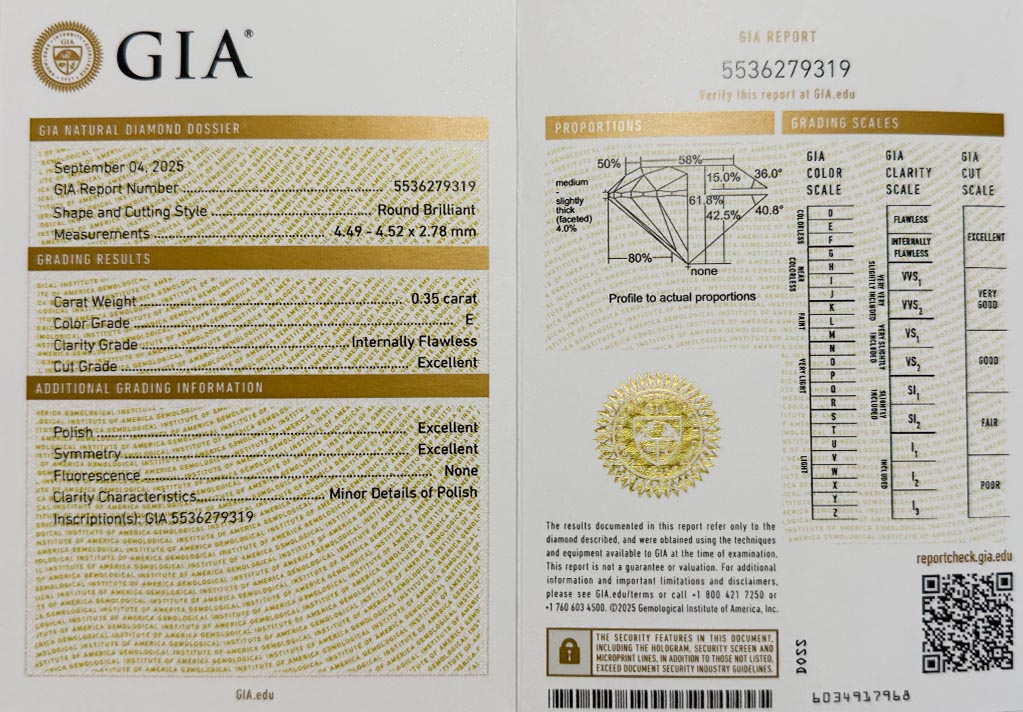 GIA®
GIA NATURAL DIAMOND DOSSIER
September 04, 2025
GIA Report Number 5536279319
Shape and Cutting Style Round Brilliant
Measurements 4.49 - 4.52 x 2.78 mm
GRADING RESULTS
Carat Weight 0.35 carat
Color Grade E
Clarity Grade Internally Flawless
Cut Grade Excellent
ADDITIONAL GRADING INFORMATION
Polish Excellent
Symmetry Excellent
Fluorescence None
Clarity Characteristics Minor Details of Polish
Inscription(s): GIA 5536279319
GIA.edu
GIA REPORT
5536279319
Verify this report at GIA.edu
PROPORTIONS
50%
58%
15.0%
36.0°
medium
-
slightly
thick
(faceted)
4.0%
61.8%
42.5%
40.8°
80%
none
Profile to actual proportions
The results documented in this report refer only to the
diamond described, and were obtained using the techniques
and equipment available to GIA at the time of examination.
This report is not a guarantee or valuation. For additional
information and important limitations and disclaimers,
please see GIA.edu/terms or call +1 800 421 7250 or
+1 760 603 4500. ©2025 Gemological Institute of America, Inc.
THE SECURITY FEATURES IN THIS DOCUMENT,
INCLUDING THE HOLOGRAM, SECURITY SCREEN AND
MICROPRINT LINES, IN ADDITION TO THOSE NOT LISTED,
EXCEED DOCUMENT SECURITY INDUSTRY GUIDELINES.
GRADING SCALES
GIA
COLOR
SCALE
COLORLESS
D
E
F
NEAR
COLORLESS
G
H
I
J
FAINT
K
L
M
VERY LIGHT
N
O
P
Q
R
LIGHT
S
T
U
V
W
X
Y
Z
GIA
CLARITY
SCALE
FLAWLESS
INTERNALLY
FLAWLESS
VERY VERY
SLIGHTLY INCLUDED
VVS1
VVS2
VERY SLIGHTLY
INCLUDED
VS1
VS2
SLIGHTLY
INCLUDED
SI1
SI2
INCLUDED
I1
I2
I3
GIA
CUT
SCALE
EXCELLENT
VERY
GOOD
GOOD
FAIR
POOR
reportcheck.gia.edu
DOS22
6034917968